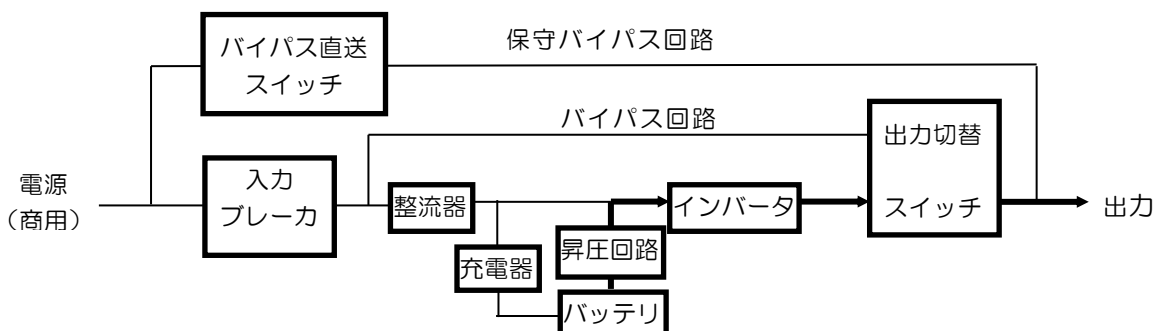 バイパス直送
スイッチ
保守バイパス回路
バイパス回路
出力切替
スイッチ
電源
（商用）
入力
ブレーカ
整流器
インバータ
出力
充電器
昇圧回路
バッテリ